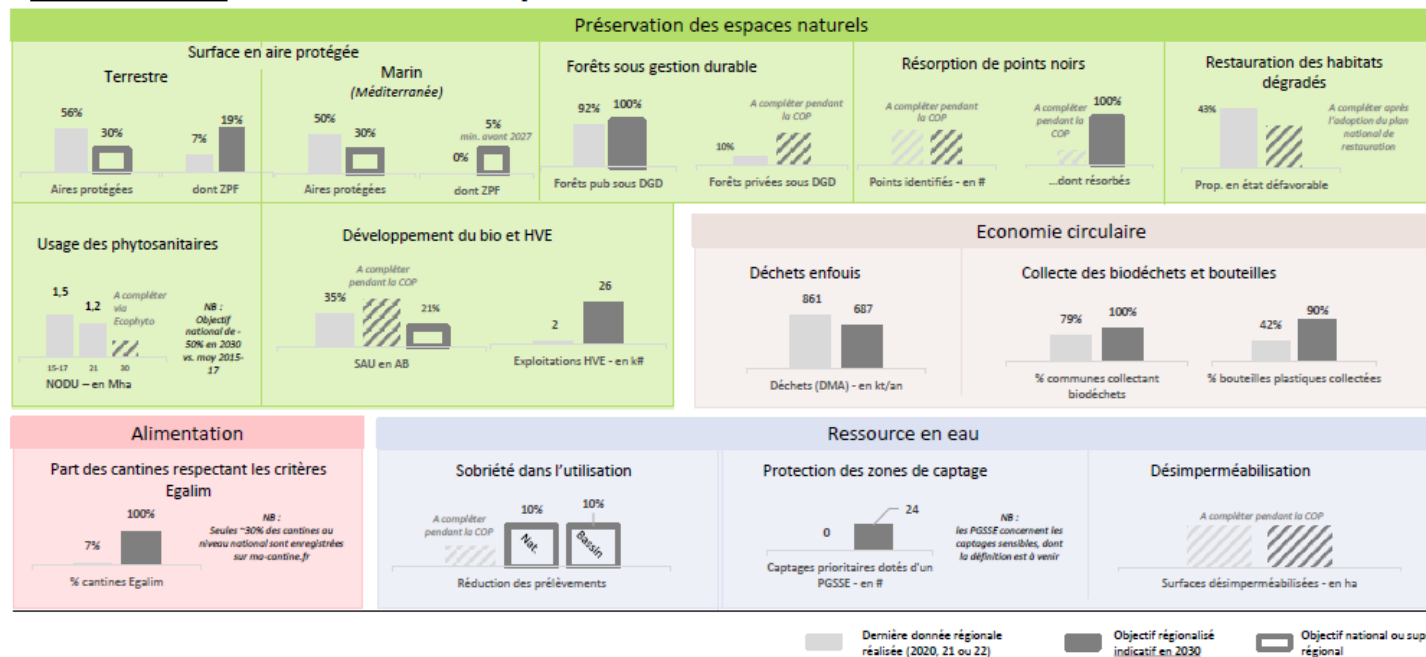 Préservation des espaces naturels
Surface en aire protégée
Terrestre
56%
30%
Aires protégées
7%
19%
dont ZPF
Marin
(Méditerranée)
50%
30%
Aires protégées
0%
5%
min. avant 2027
dont ZPF
Forêts sous gestion durable
92%
100%
Forêts pub sous DGD
10%
A compléter pendant
la COP
Forêts privées sous DGD
Résorption de points noirs
A compléter pendant
la COP
Points identifiés - en #
A compléter
pendant la
COP
100%
...dont résorbés
Restauration des habitats
dégradés
43%
A compléter après
l'adoption du plan
national de
restauration
Prop. en état défavorable
Usage des phytosanitaires
1,5
1,2
A compléter
via
Ecophyto
15-17
21
30
NODU – en Mha
NB :
Objectif
national de -
50% en 2030
vs. moy 2015-
17
Développement du bio et HVE
A compléter
pendant la COP
35%
21%
SAU en AB
2
26
Exploitations HVE - en k#
Economie circulaire
Déchets enfouis
861
687
Déchets (DMA) - en kt/an
Collecte des biodéchets et bouteilles
79%
100%
% communes collectant
biodéchets
42%
90%
% bouteilles plastiques collectées
Alimentation
Part des cantines respectant les critères
Egalim
7%
100%
% cantines Egalim
NB :
Seules ~30% des cantines au
niveau national sont enregistrées
sur ma-cantine.fr
Ressource en eau
Sobriété dans l'utilisation
A compléter
pendant la COP
10%
Nat.
10%
Bassin
Réduction des prélèvements
Protection des zones de captage
0
24
Captages prioritaires dotés d'un
PGSSE - en #
NB :
les PGSSE concernent les
captages sensibles, dont
la définition est à venir
Désimperméabilisation
A compléter pendant la COP
Surfaces désimperméabilisées - en ha
Dernière donnée régionale
réalisée (2020, 21 ou 22)
Objectif régionalisé
indicatif en 2030
Objectif national ou sup
régional